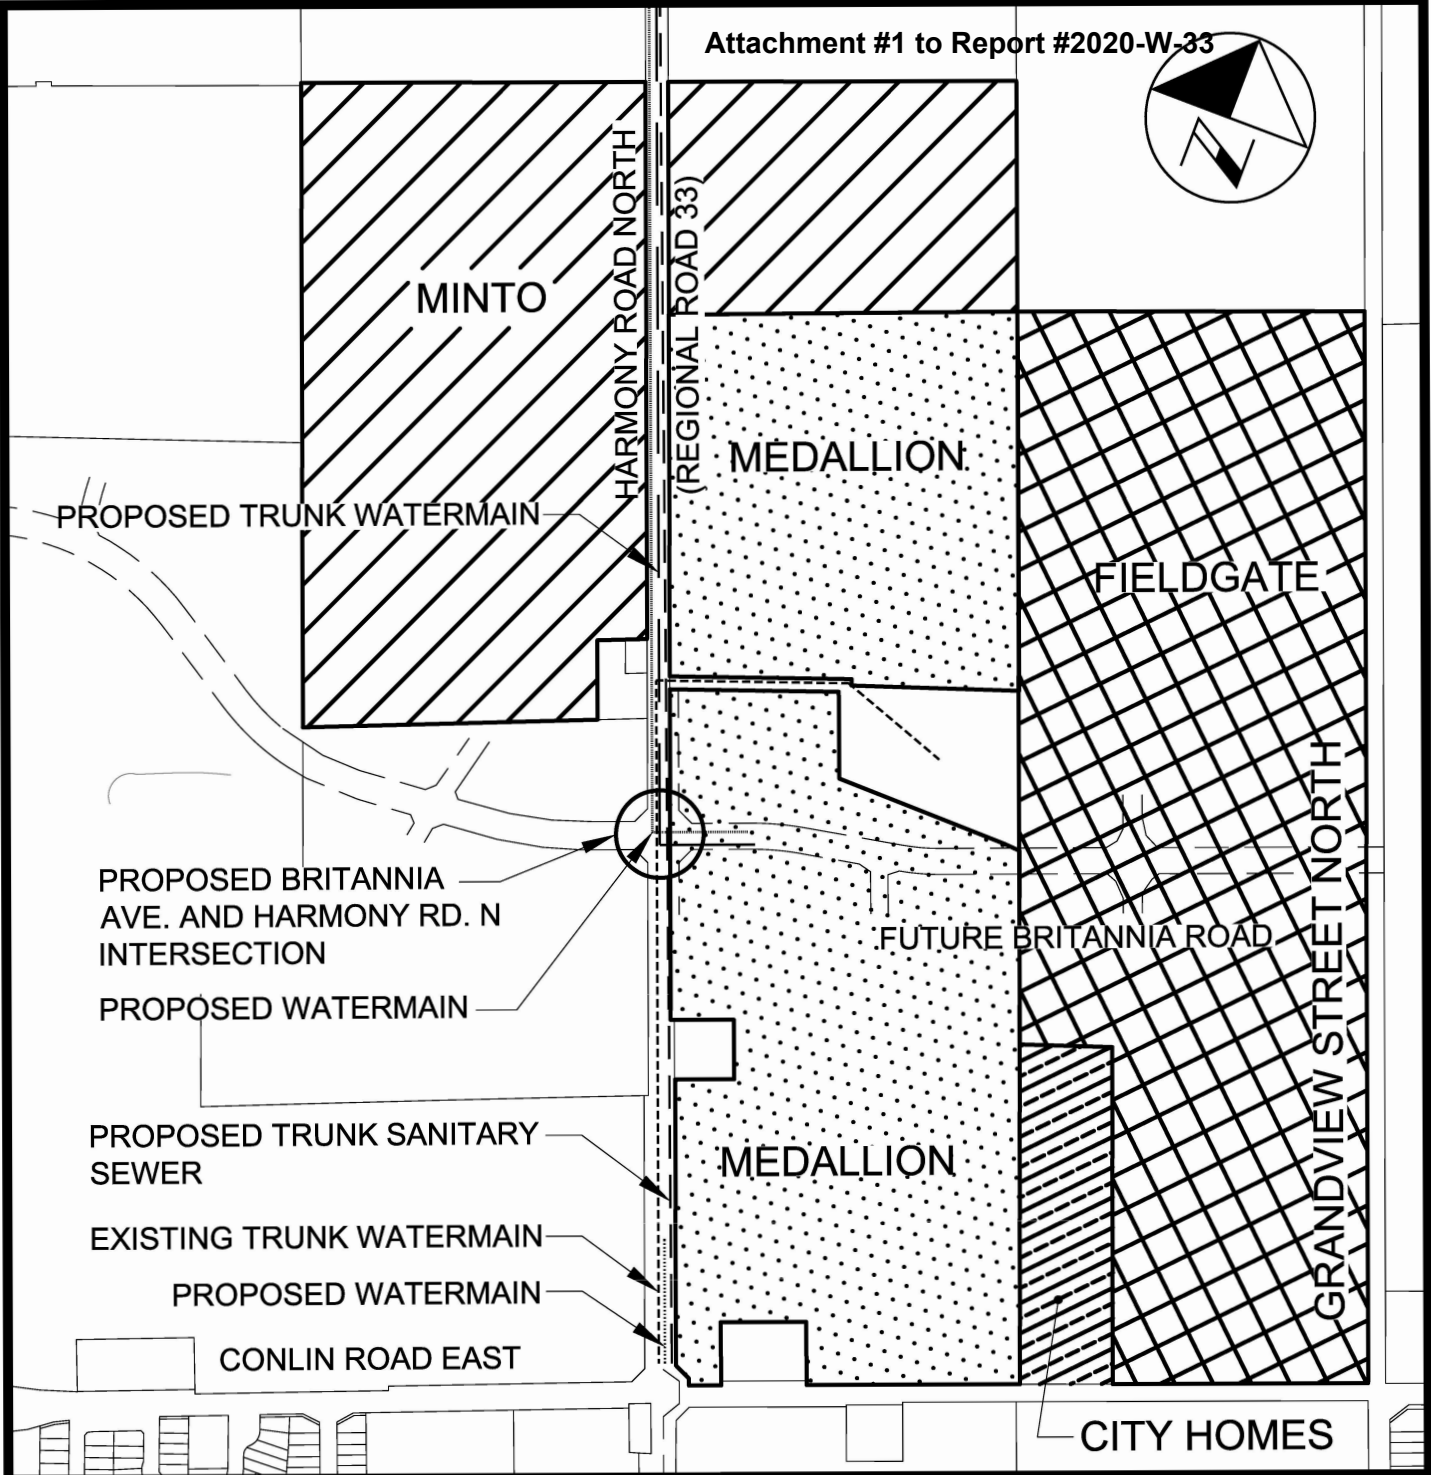 Attachment #1 to Report #2020-W-33
N
HARMONY ROAD NORTH
(REGIONAL ROAD 33)
MINTO
MEDALLION
PROPOSED TRUNK WATERMAIN
FIELDGATE
PROPOSED BRITANNIA
AVE. AND HARMONY RD. N
INTERSECTION
FUTURE BRITANNIA ROAD
GRANDVIEW STREET NORTH
PROPOSED WATERMAIN
PROPOSED TRUNK SANITARY
SEWER
MEDALLION
EXISTING TRUNK WATERMAIN
PROPOSED WATERMAIN
CONLIN ROAD EAST
CITY HOMES